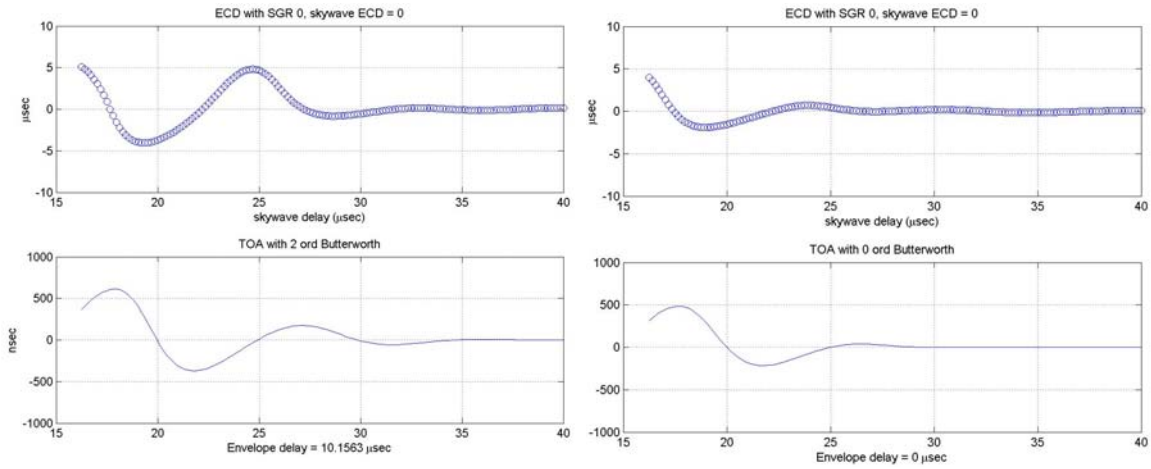 ECD with SGR 0, skywave ECD = 0
10
5
0
-5
-10
μsec
15 20 25 30 35 40
skywave delay (μsec)
TOA with 2 ord Butterworth
1000
500
0
-500
-1000
nsec
15 20 25 30 35 40
Envelope delay = 10.1563 μsec
ECD with SGR 0, skywave ECD = 0
10
5
0
-5
-10
μsec
15 20 25 30 35 40
skywave delay (μsec)
TOA with 0 ord Butterworth
1000
500
0
-500
-1000
15 20 25 30 35 40
Envelope delay = 0 μsec